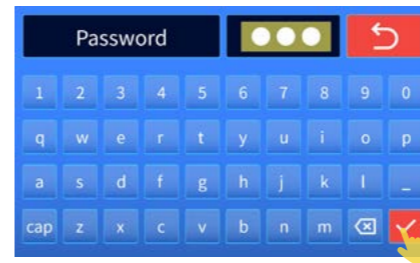 Password
1 2 3 4 5 6 7 8 9 0
q w e r t y u i o p
a s d f g h j k l _
cap z x c v b n m